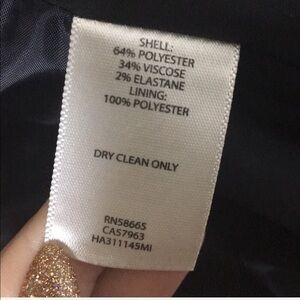 SHELL:
64% POLYESTER
34% VISCOSE
2% ELASTANE
LINING:
100% POLYESTER
DRY CLEAN ONLY
RN58665
CA57963
HA311145MI